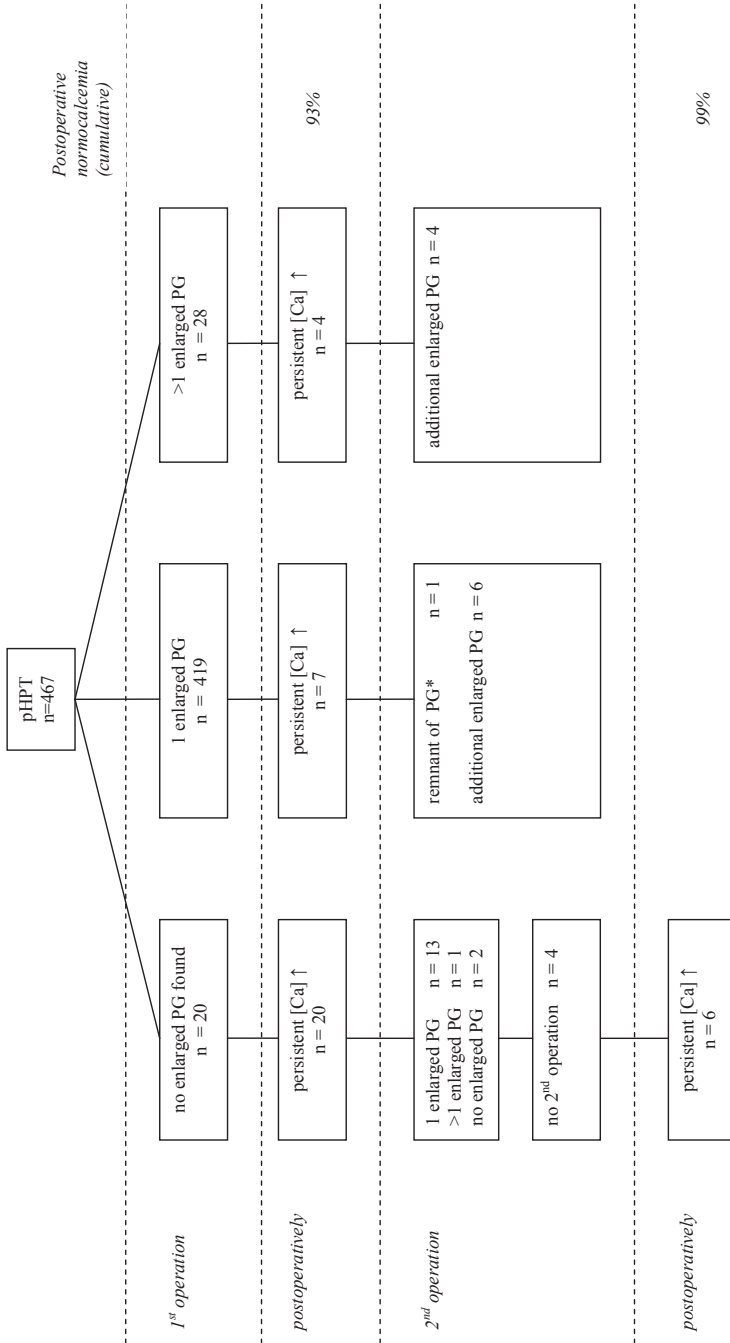 pHPT
n=467
Postoperative
normocalcemia
(cumulative)
1st operation
no enlarged PG found
n = 20
1 enlarged PG
n = 419
>1 enlarged PG
n = 28
postoperatively
persistent [Ca] ↑
n = 20
persistent [Ca] ↑
n = 7
persistent [Ca] ↑
n = 4
93%
2nd operation
1 enlarged PG n = 13
>1 enlarged PG n = 1
no enlarged PG n = 2
no 2nd operation n = 4
remnant of PG* n = 1
additional enlarged PG n = 6
additional enlarged PG n = 4
postoperatively
persistent [Ca] ↑
n = 6
99%